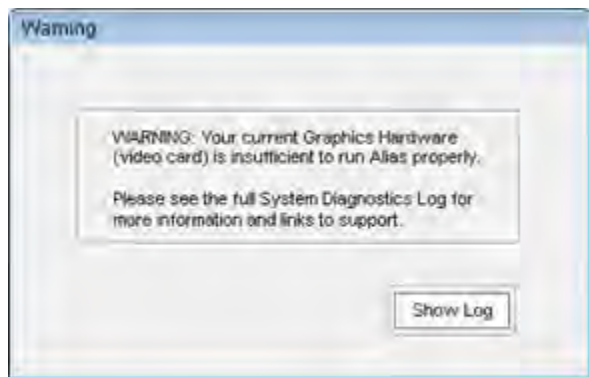 Warning
WARNING: Your current Graphics Hardware
(video card) is insufficient to run Alias properly.
Please see the full System Diagnostics Log for
more information and links to support.
Show Log